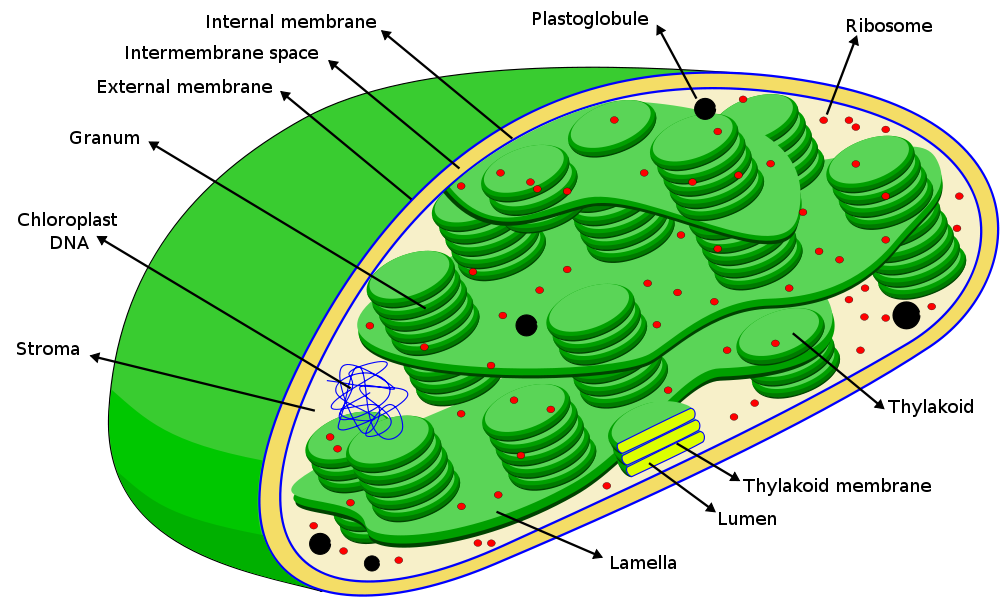 Internal membrane
Intermembrane space
External membrane
Granum
Chloroplast
DNA
Stroma
Plastoglobule
Ribosome
Thylakoid
Thylakoid membrane
Lumen
Lamella